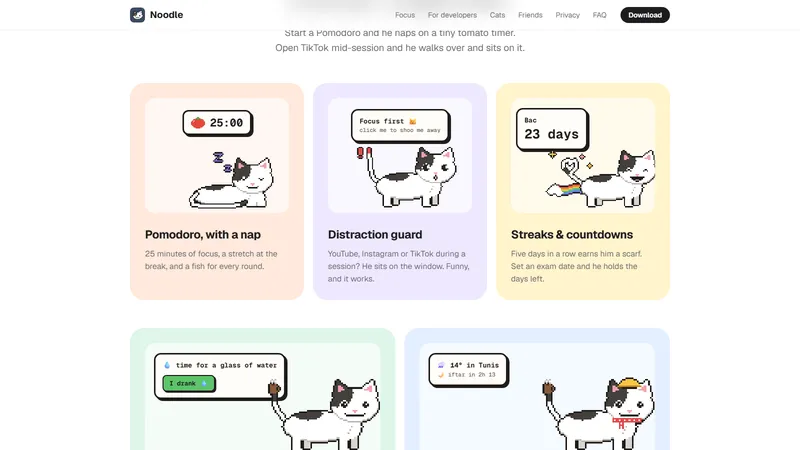 Noodle
Focus
For developers
Cats
Friends
Privacy
FAQ
Download
Start a Pomodoro and he naps on a tiny tomato timer.
Open TikTok mid-session and he walks over and sits on it.
25:00
Z
Z
Pomodoro, with a nap
25 minutes of focus, a stretch at the
break, and a fish for every round.
Focus first
click me to shoo me away
Distraction guard
YouTube, Instagram or TikTok during a
session? He sits on the window. Funny,
and it works.
Bac
23 days
Streaks & countdowns
Five days in a row earns him a scarf.
Set an exam date and he holds the
days left.
time for a glass of water
I drank
14° in Tunis
iftar in 2h 13